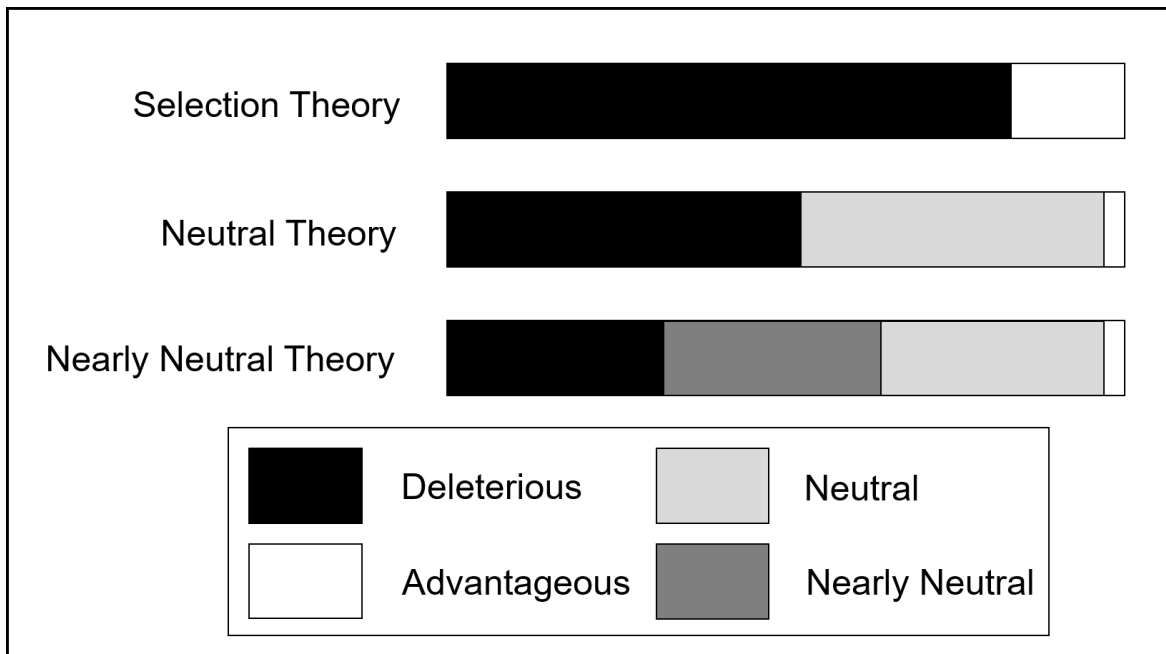 Selection Theory
Neutral Theory
Nearly Neutral Theory
Deleterious
Neutral
Advantageous
Nearly Neutral